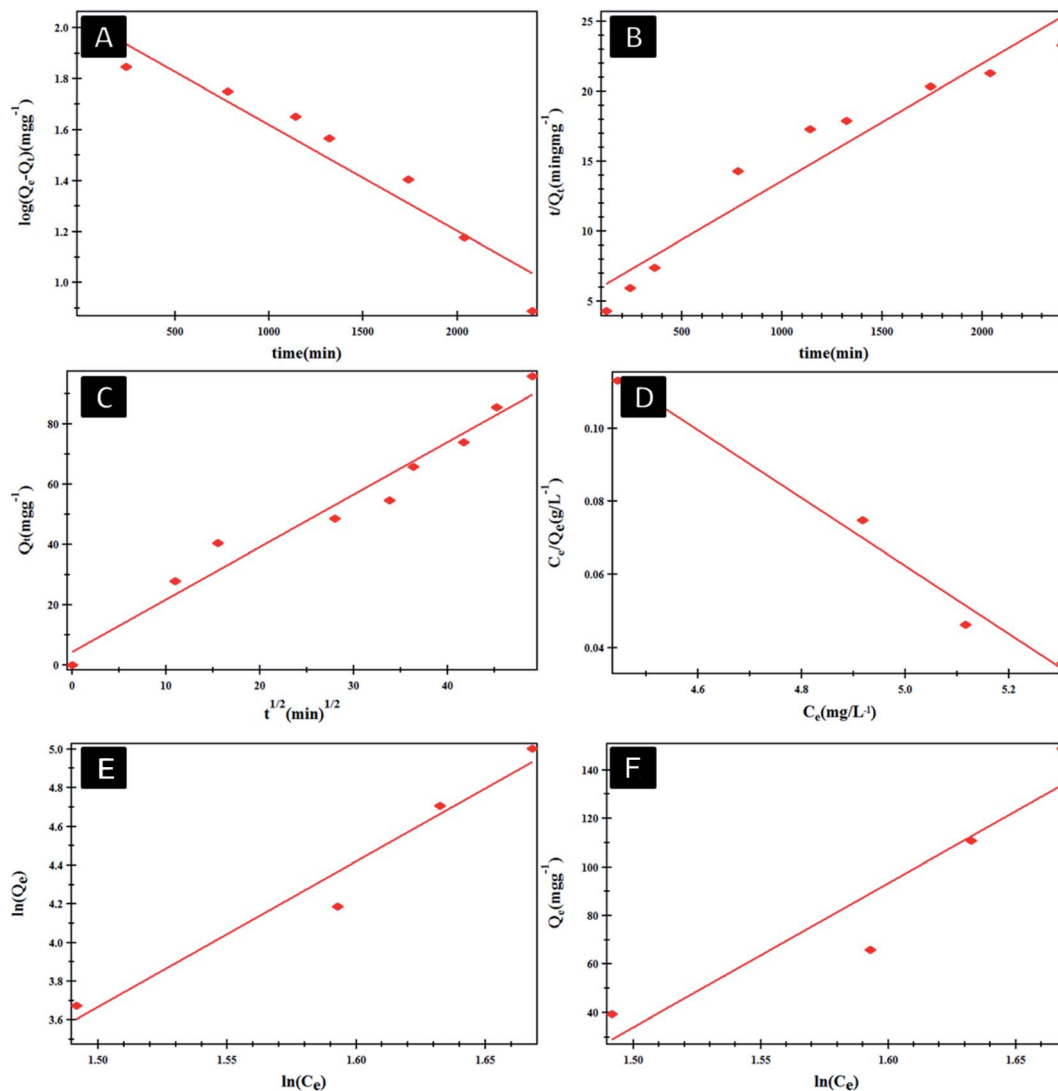 A
2.0
1.8
1.6
1.4
1.2
1.0
log(Qe-Qt)(mgg-1)
500 1000 1500 2000
time(min)
B
25
20
15
10
5
t/Qt(mingmg-1)
500 1000 1500 2000
time(min)
C
80
60
40
20
0
Qt(mgg-1)
0 10 20 30 40
t1/2(min)1/2
D
0.10
0.08
0.06
0.04
Ce/Qe(g/L-1)
4.6 4.8 5.0 5.2
Ce(mg/L-1)
E
5.0
4.8
4.6
4.4
4.2
4.0
3.8
3.6
ln(Qe)
1.50 1.55 1.60 1.65
ln(Ce)
F
140
120
100
80
60
40
Qe(mgg-1)
1.50 1.55 1.60 1.65
ln(Ce)